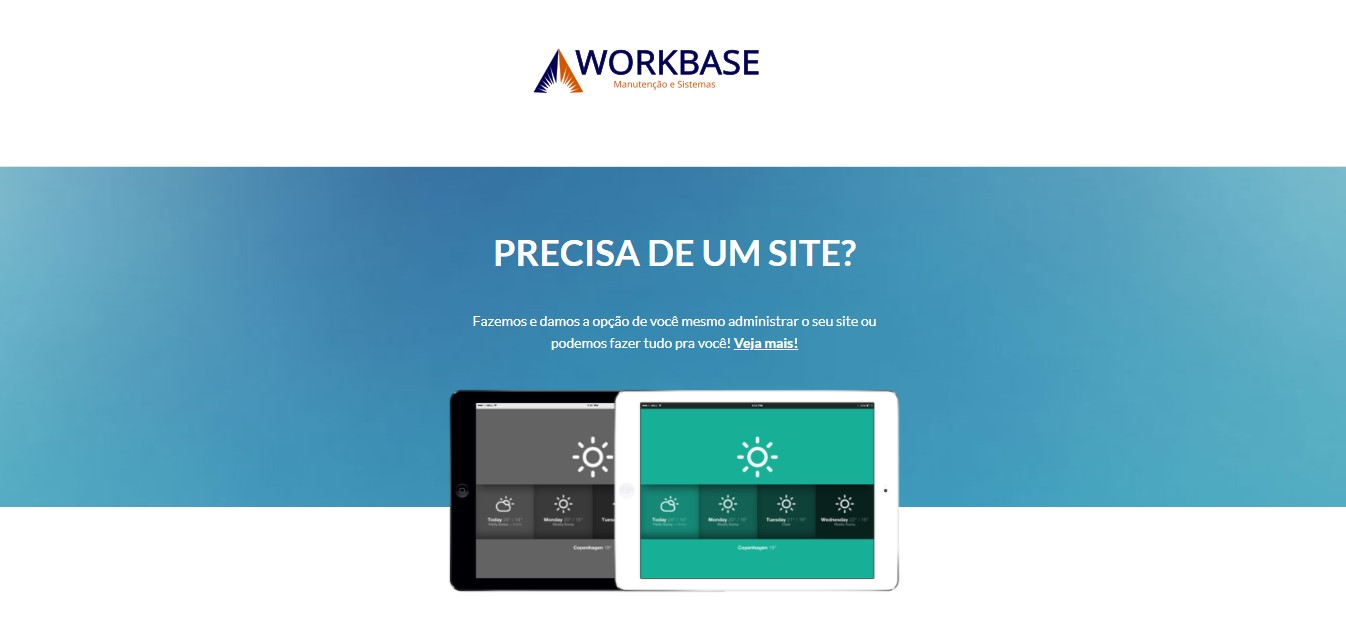 WORKBASE
Manutenção e Sistemas
PRECISA DE UM SITE?
Fazemos e damos a opção de você mesmo administrar o seu site ou
podemos fazer tudo pra você! Veja mais!
Today Monday Tuesd
Today Monday Tuesday Wednesday
Copenhagen
Copenhagen